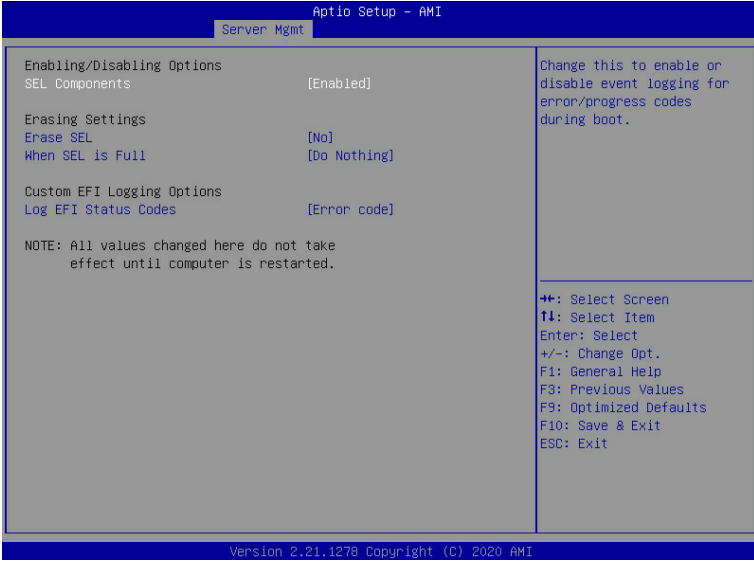 Aptio Setup – AMI
Server Mgmt
Enabling/Disabling Options
SEL Components [Enabled]
Erasing Settings
Erase SEL [No]
When SEL is Full [Do Nothing]
Custom EFI Logging Options
Log EFI Status Codes [Error code]
NOTE: All values changed here do not take
effect until computer is restarted.
Change this to enable or
disable event logging for
error/progress codes
during boot.
→←: Select Screen
↑↓: Select Item
Enter: Select
+/-: Change Opt.
F1: General Help
F3: Previous Values
F9: Optimized Defaults
F10: Save & Exit
ESC: Exit
Version 2.21.1278 Copyright (C) 2020 AMI